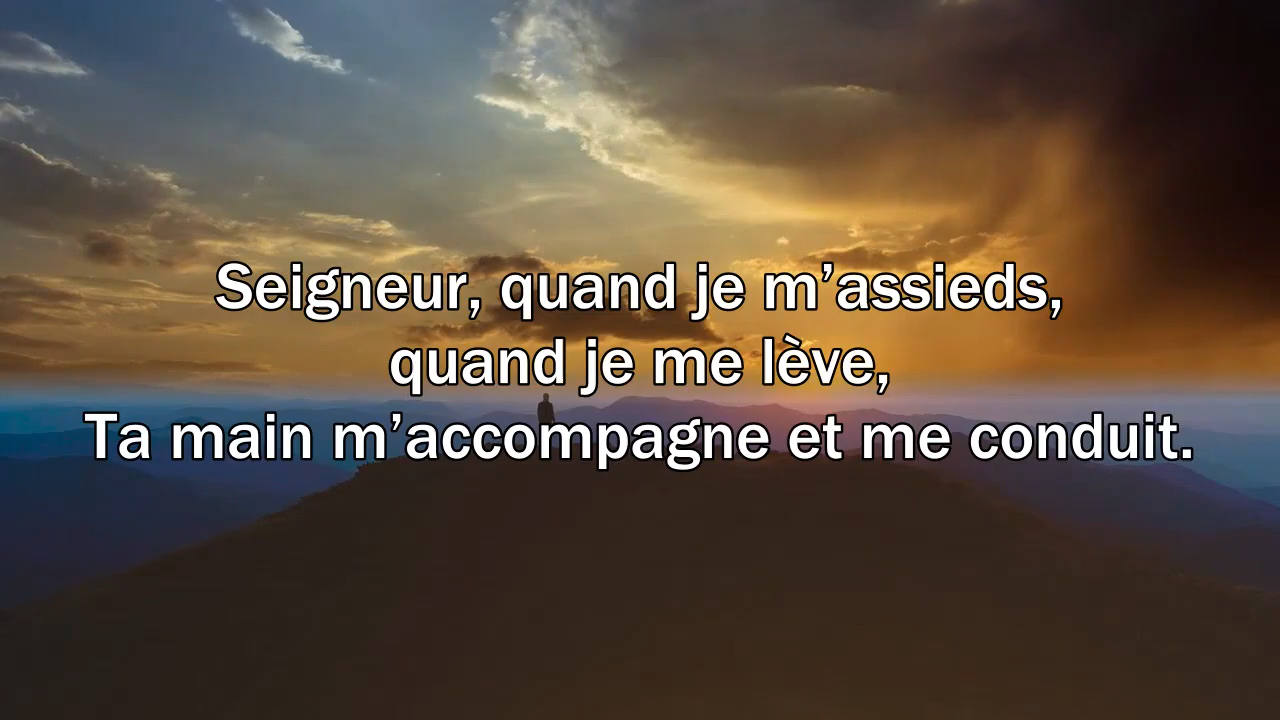 Seigneur, quand je m’assieds,
quand je me lève,
Ta main m’accompagne et me conduit.